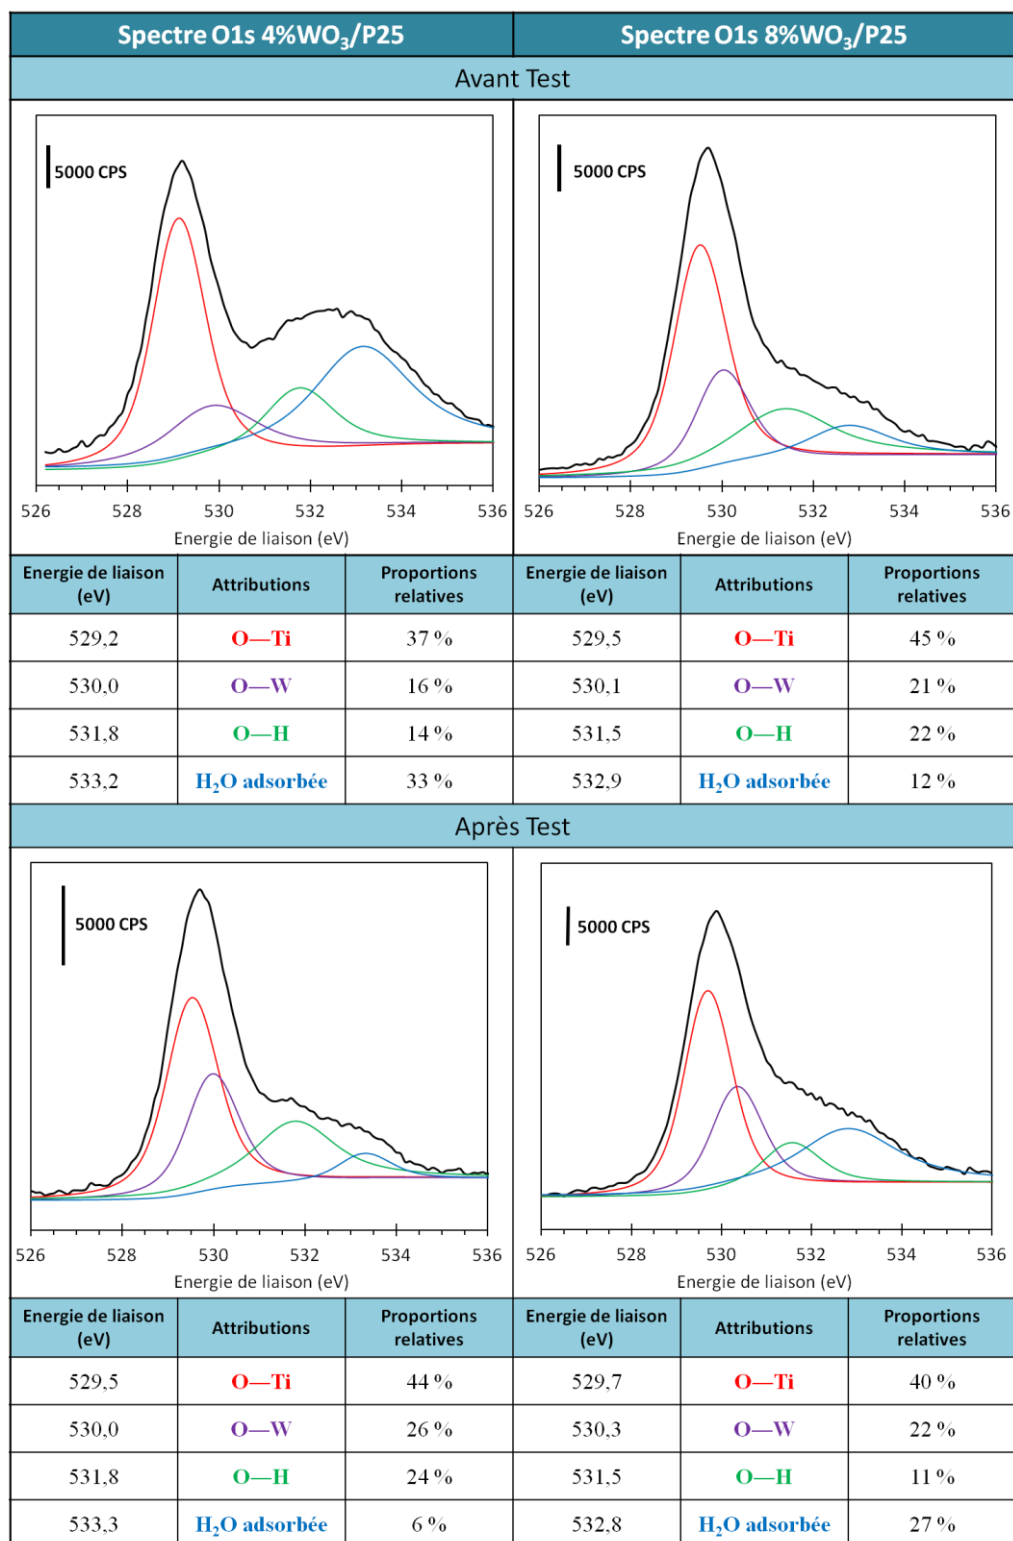 Spectre O1s 4%WO₃/P25 Spectre O1s 8%WO₃/P25
Avant Test
5000 CPS 5000 CPS
526 528 530 532 534 536 526 528 530 532 534 536
Energie de liaison (eV) Energie de liaison (eV)
Energie de liaison (eV) Attributions Proportions relatives Energie de liaison (eV) Attributions Proportions relatives
529,2 O—Ti 37 % 529,5 O—Ti 45 %
530,0 O—W 16 % 530,1 O—W 21 %
531,8 O—H 14 % 531,5 O—H 22 %
533,2 H₂O adsorbée 33 % 532,9 H₂O adsorbée 12 %
Après Test
5000 CPS 5000 CPS
526 528 530 532 534 536 526 528 530 532 534 536
Energie de liaison (eV) Energie de liaison (eV)
Energie de liaison (eV) Attributions Proportions relatives Energie de liaison (eV) Attributions Proportions relatives
529,5 O—Ti 44 % 529,7 O—Ti 40 %
530,0 O—W 26 % 530,3 O—W 22 %
531,8 O—H 24 % 531,5 O—H 11 %
533,3 H₂O adsorbée 6 % 532,8 H₂O adsorbée 27 %